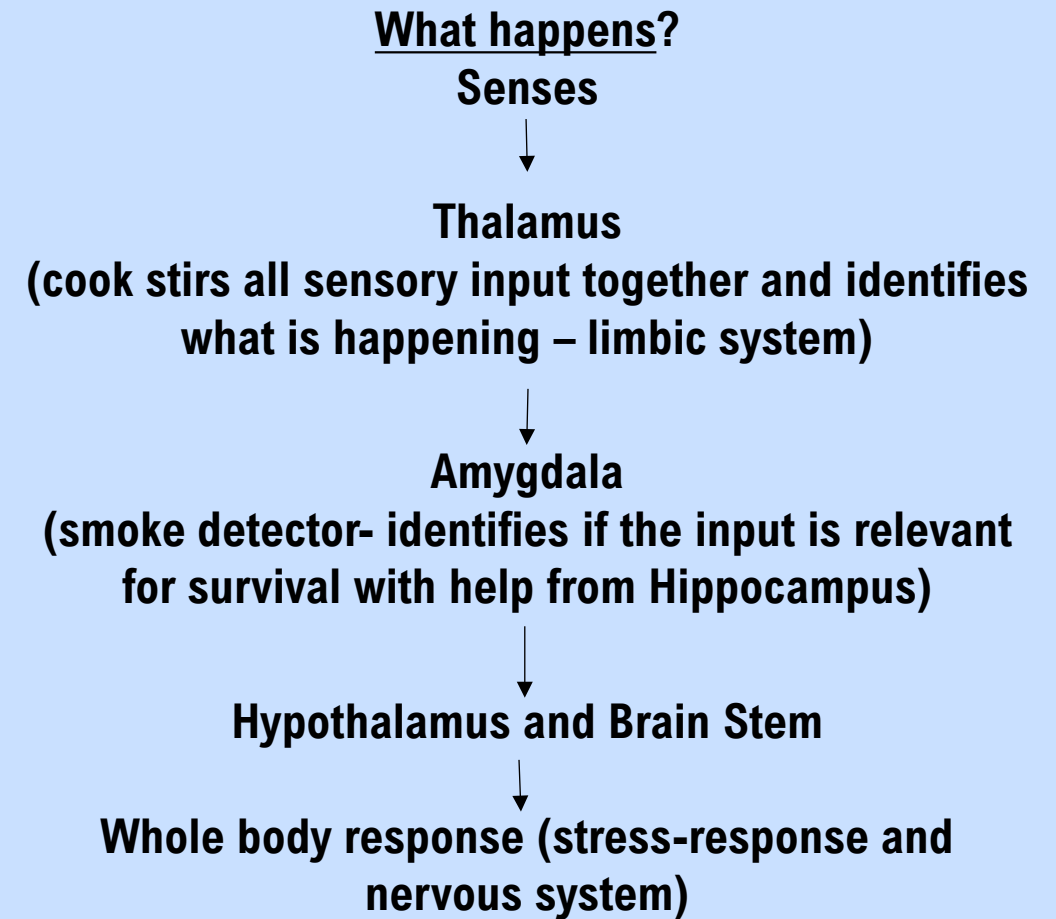 What happens?
Senses
Thalamus
(cook stirs all sensory input together and identifies
what is happening – limbic system)
Amygdala
(smoke detector- identifies if the input is relevant
for survival with help from Hippocampus)
Hypothalamus and Brain Stem
Whole body response (stress-response and
nervous system)